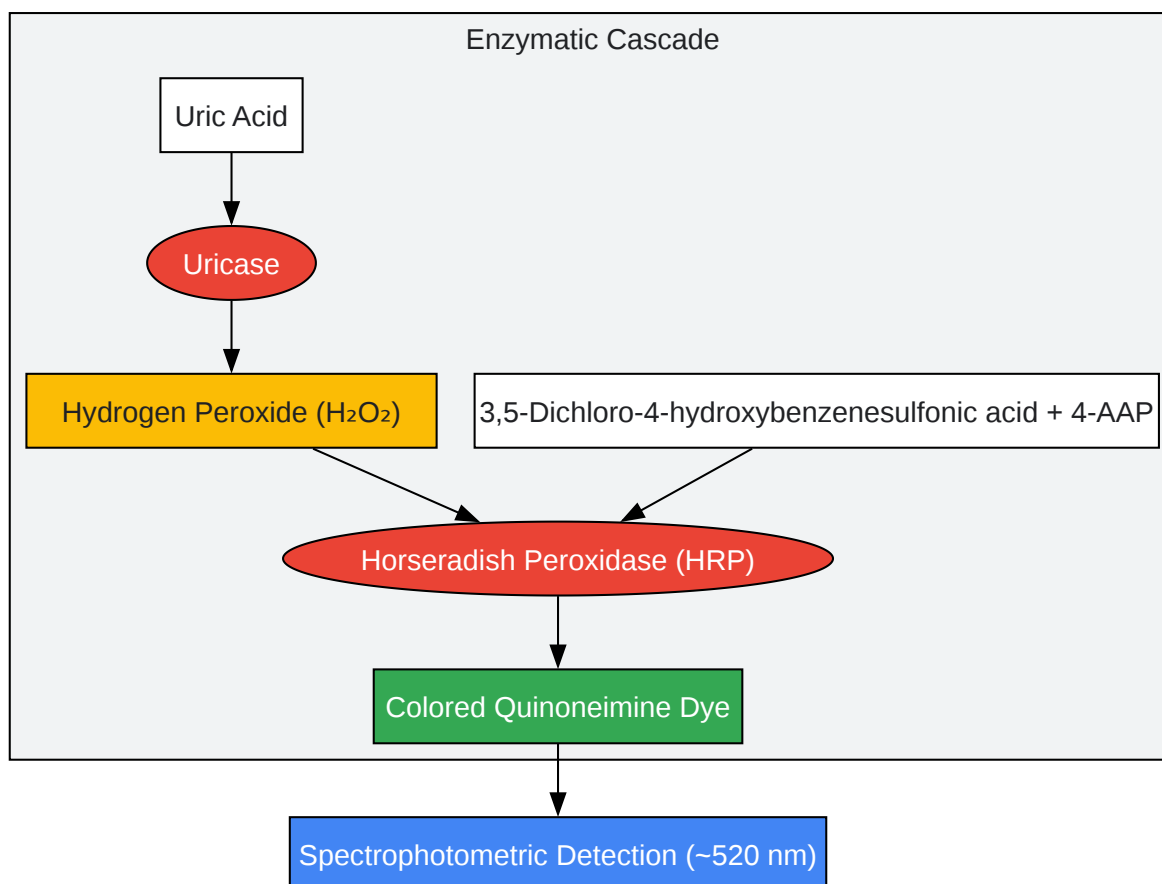 Enzymatic Cascade
Uric Acid
Uricase
Hydrogen Peroxide (H₂O₂)
3,5-Dichloro-4-hydroxybenzenesulfonic acid + 4-AAP
Horseradish Peroxidase (HRP)
Colored Quinoneimine Dye
Spectrophotometric Detection (~520 nm)